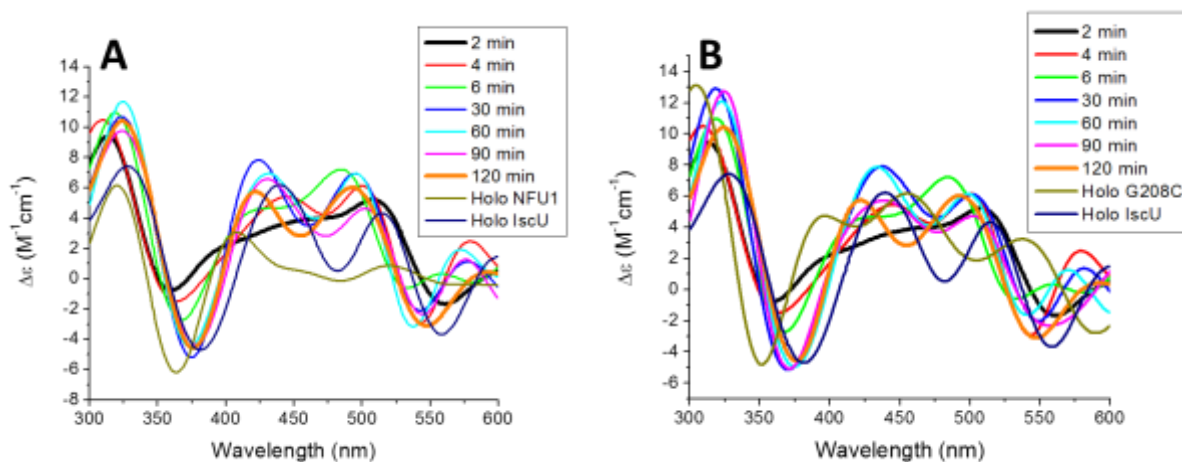 A
2 min
4 min
6 min
30 min
60 min
90 min
120 min
Holo NFU1
Holo IscU
14
12
10
8
6
4
2
0
-2
-4
-6
-8
Δε (M⁻¹cm⁻¹)
300 350 400 450 500 550 600
Wavelength (nm)
B
2 min
4 min
6 min
30 min
60 min
90 min
120 min
Holo G208C
Holo IscU
14
12
10
8
6
4
2
0
-2
-4
-6
Δε (M⁻¹cm⁻¹)
300 350 400 450 500 550 600
Wavelength (nm)